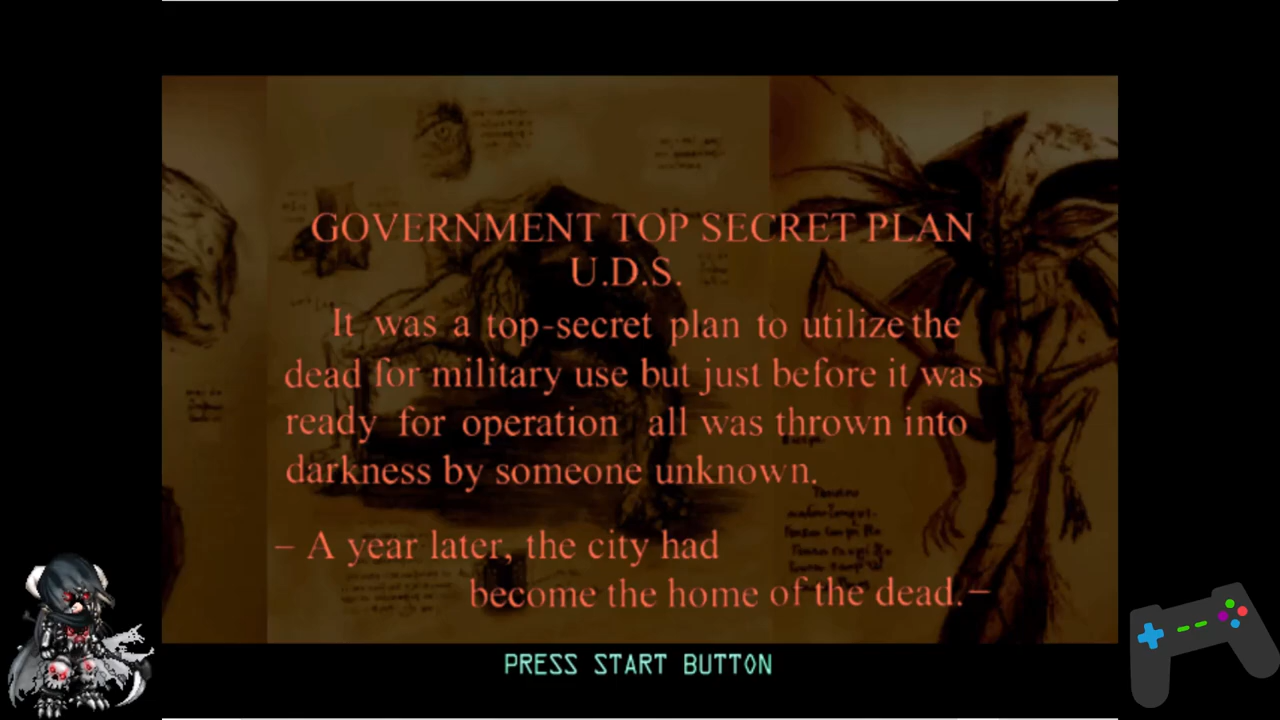 GOVERNMENT TOP SECRET PLAN
U.D.S.
It was a top-secret plan to utilize the
dead for military use but just before it was
ready for operation all was thrown into
darkness by someone unknown.
– A year later, the city had
become the home of the dead.–
PRESS START BUTTON